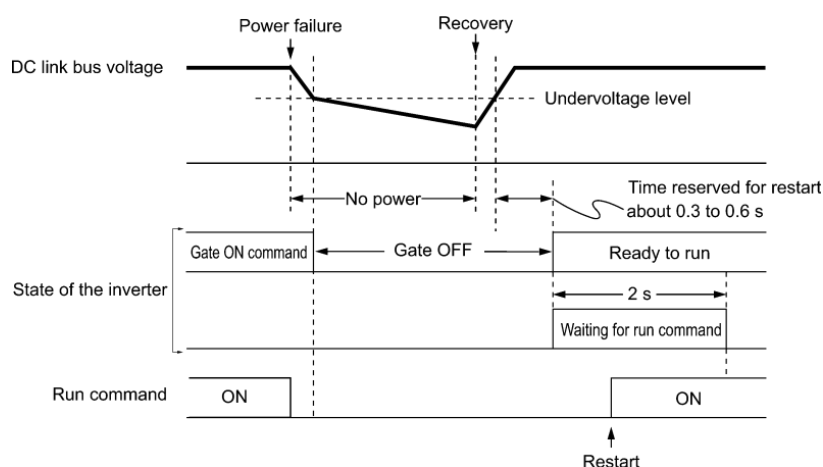 Power failure
Recovery
DC link bus voltage
Undervoltage level
No power
Time reserved for restart
about 0.3 to 0.6 s
Gate ON command
Gate OFF
Ready to run
State of the inverter
2 s
Waiting for run command
Run command
ON
ON
Restart